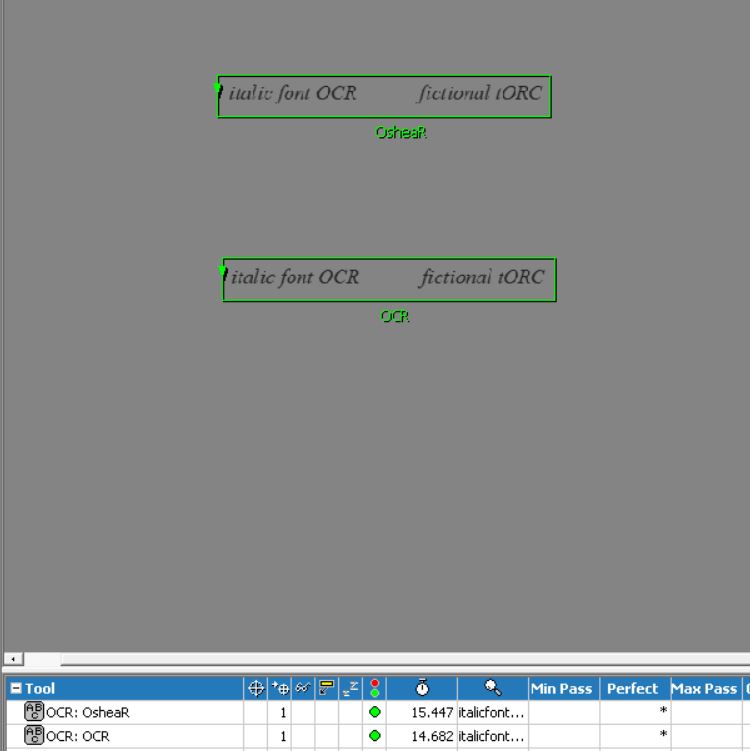 italic font OCR fictional tORC
OsheaR
italic font OCR fictional tORC
OCR
Tool Min Pass Perfect Max Pass
OCR: OsheaR 1 15.447 italicfont... *
OCR: OCR 1 14.682 italicfont... *